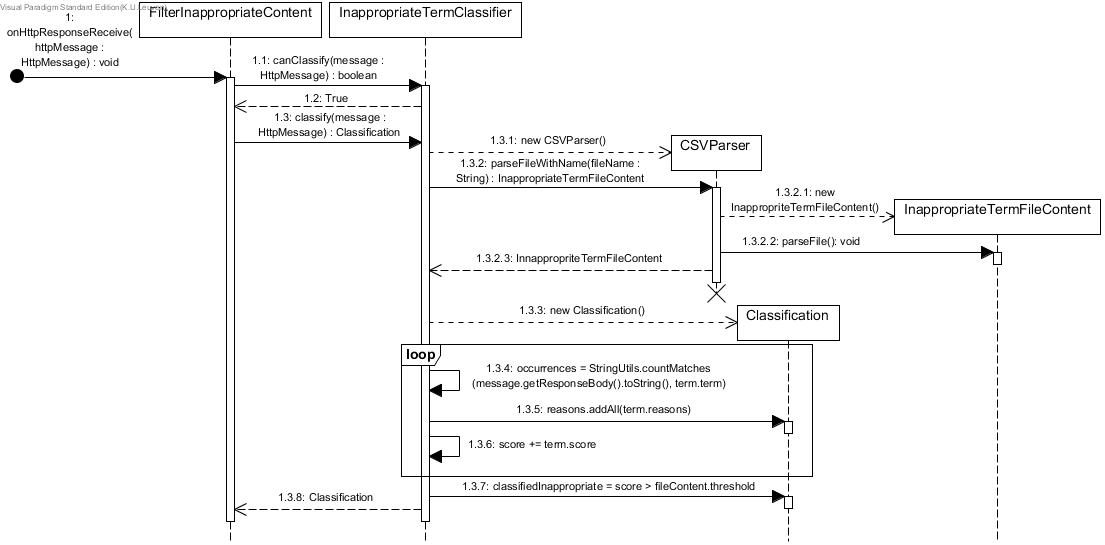 Visual Paradigm Standard Edition(K.U.Leuven)
1:
onHttpResponseReceive(
httpMessage :
HttpMessage) : void
FilterInappropriateContent
InappropriateTermClassifier
1.1: canClassify(message :
HttpMessage) : boolean
1.2: True
1.3: classify(message :
HttpMessage) : Classification
1.3.1: new CSVParser()
CSVParser
1.3.2: parseFileWithName(fileName :
String) : InappropriateTermFileContent
1.3.2.1: new
InappropriteTermFileContent()
InappropriateTermFileContent
1.3.2.2: parseFile(): void
1.3.2.3: InnappropriteTermFileContent
1.3.3: new Classification()
Classification
loop
1.3.4: occurrences = StringUtils.countMatches
(message.getResponseBody().toString(), term.term)
1.3.5: reasons.addAll(term.reasons)
1.3.6: score += term.score
1.3.7: classifiedInappropriate = score > fileContent.threshold
1.3.8: Classification